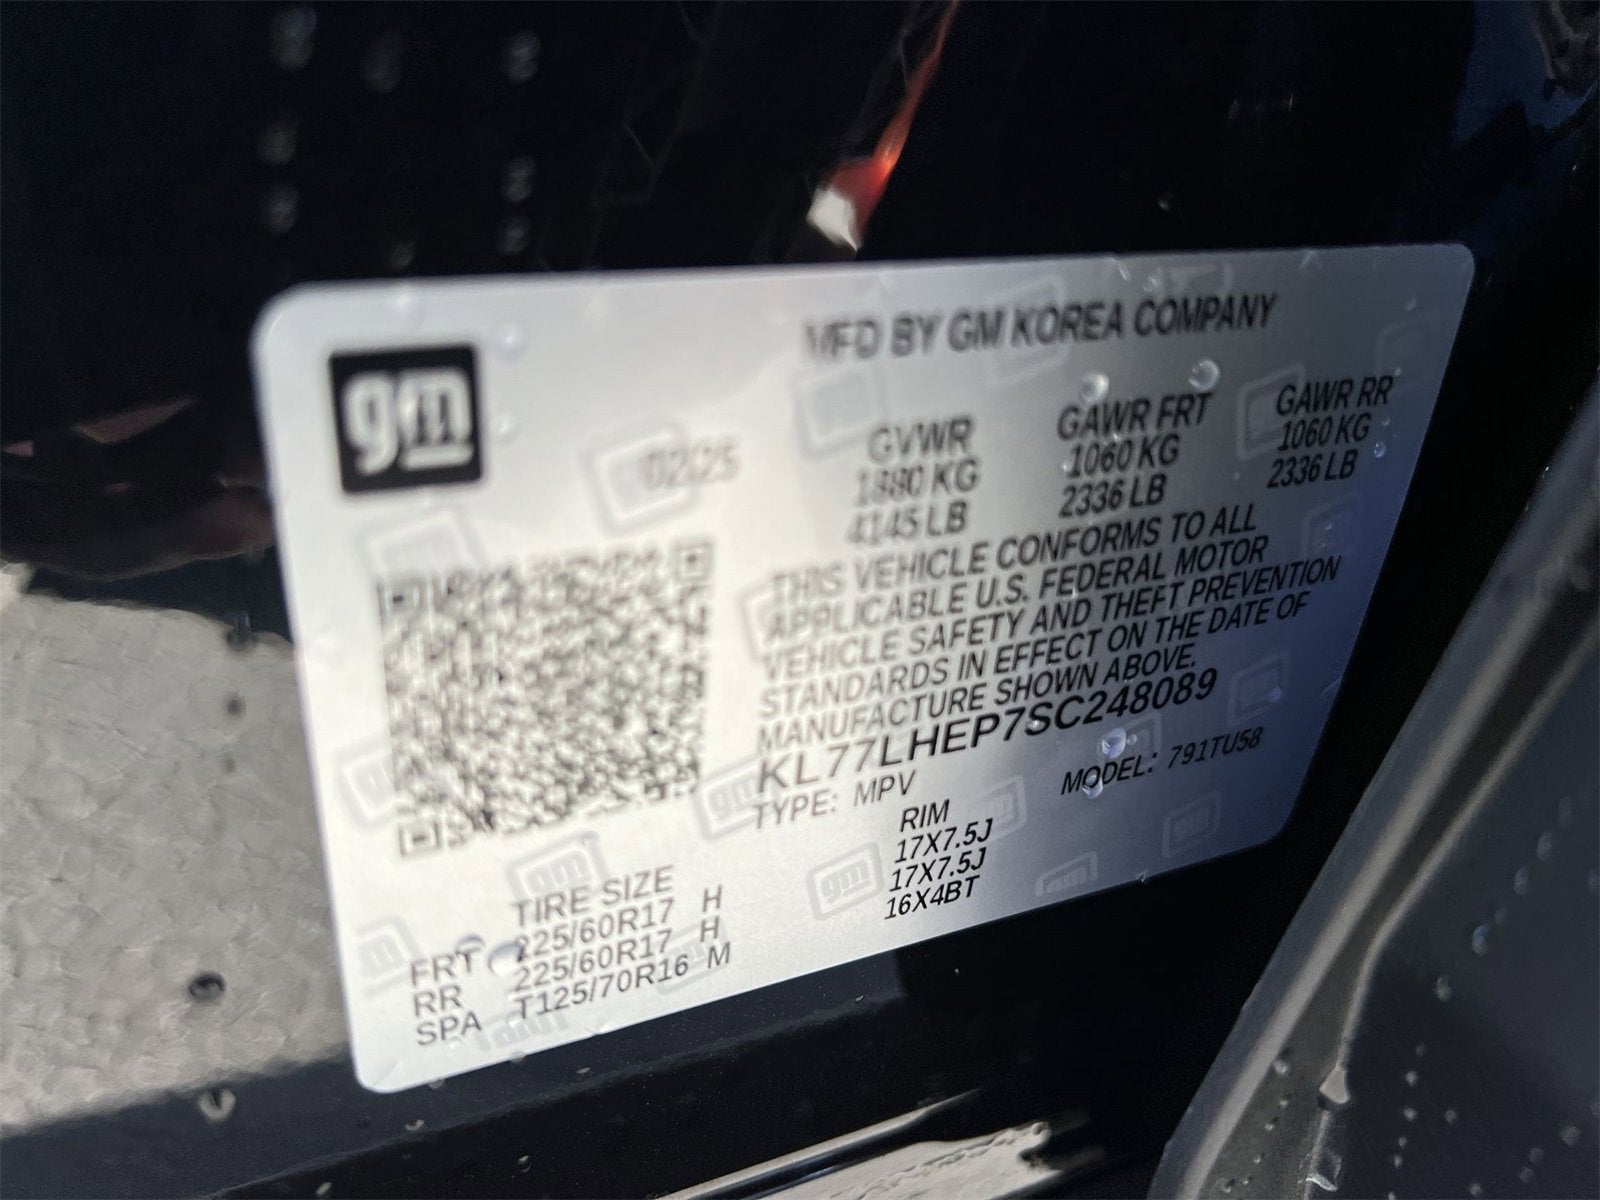 gm
MFD BY GM KOREA COMPANY
02/25
GVWR GAWR FRT GAWR RR
1880 KG 1060 KG 1060 KG
4145 LB 2336 LB 2336 LB
THIS VEHICLE CONFORMS TO ALL
APPLICABLE U.S. FEDERAL MOTOR
VEHICLE SAFETY AND THEFT PREVENTION
STANDARDS IN EFFECT ON THE DATE OF
MANUFACTURE SHOWN ABOVE.
KL77LHEP7SC248089
TYPE: MPV MODEL: 791TU58
TIRE SIZE RIM
FRT 225/60R17 H 17X7.5J
RR 225/60R17 H 17X7.5J
SPA T125/70R16 M 16X4BT